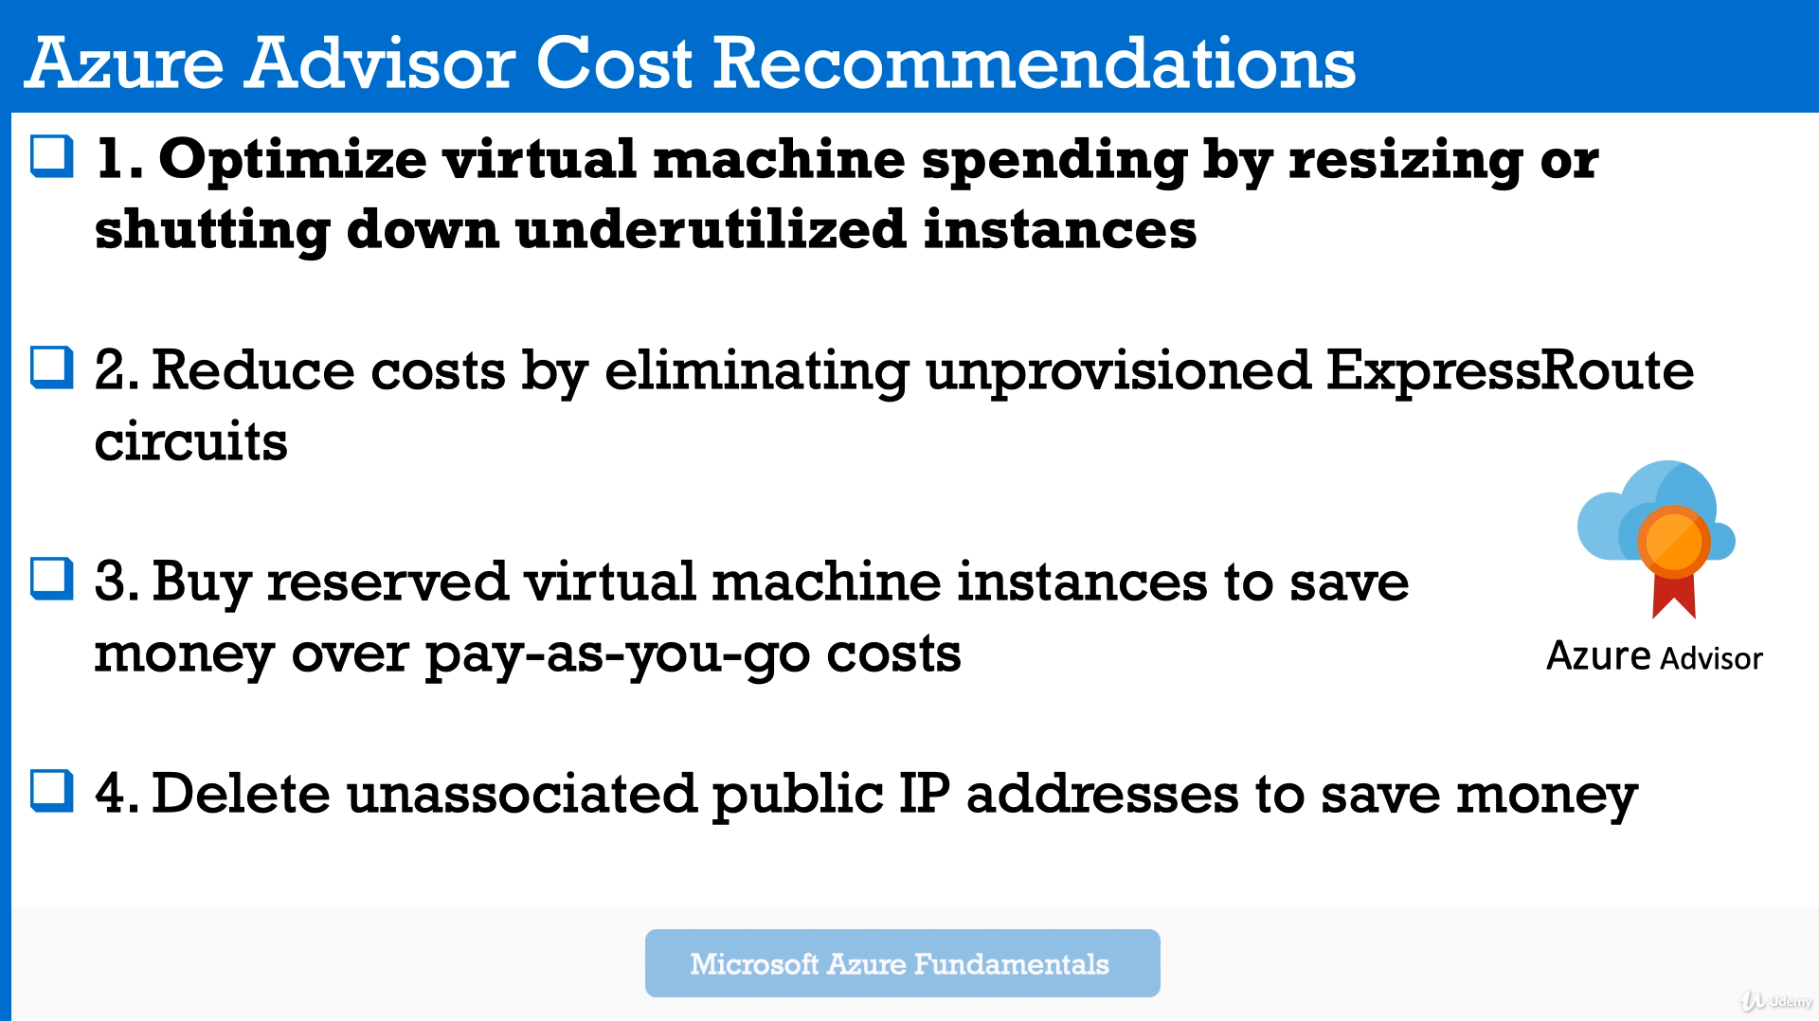 Azure Advisor Cost Recommendations
1. Optimize virtual machine spending by resizing or
shutting down underutilized instances
2. Reduce costs by eliminating unprovisioned ExpressRoute
circuits
3. Buy reserved virtual machine instances to save
money over pay-as-you-go costs
Azure Advisor
4. Delete unassociated public IP addresses to save money
Microsoft Azure Fundamentals
Udemy